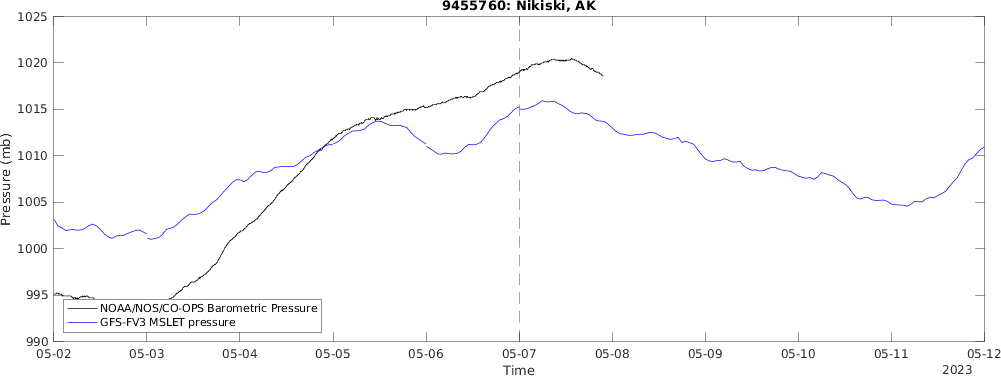 9455760: Nikiski, AK
1025
1020
1015
1010
1005
1000
995
990
Pressure (mb)
NOAA/NOS/CO-OPS Barometric Pressure
GFS-FV3 MSLET pressure
05-02 05-03 05-04 05-05 05-06 05-07 05-08 05-09 05-10 05-11 05-12
Time
2023